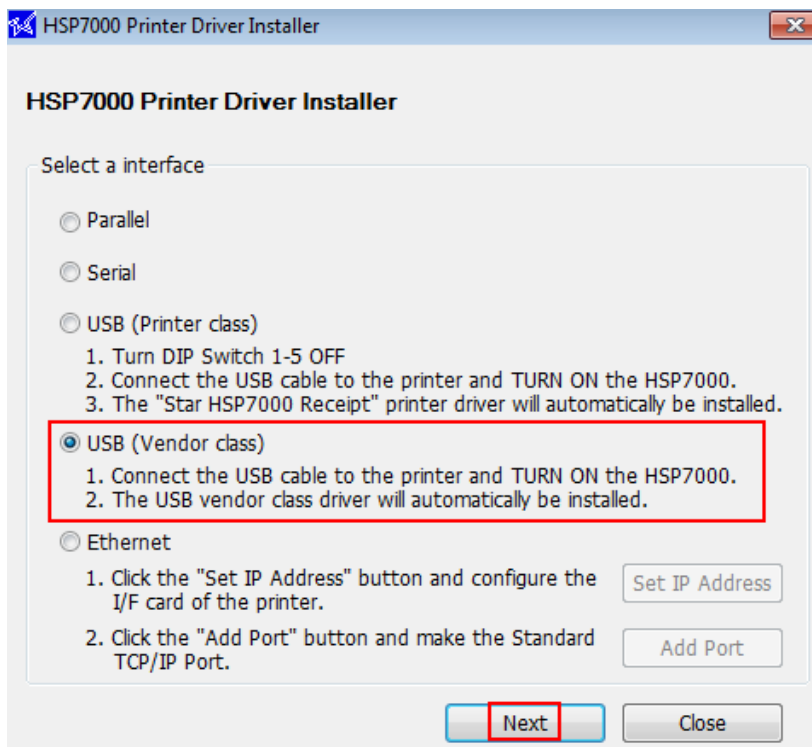 HSP7000 Printer Driver Installer
HSP7000 Printer Driver Installer
Select a interface
Parallel
Serial
USB (Printer class)
1. Turn DIP Switch 1-5 OFF
2. Connect the USB cable to the printer and TURN ON the HSP7000.
3. The "Star HSP7000 Receipt" printer driver will automatically be installed.
USB (Vendor class)
1. Connect the USB cable to the printer and TURN ON the HSP7000.
2. The USB vendor class driver will automatically be installed.
Ethernet
1. Click the "Set IP Address" button and configure the
I/F card of the printer.
Set IP Address
2. Click the "Add Port" button and make the Standard
TCP/IP Port.
Add Port
Next
Close